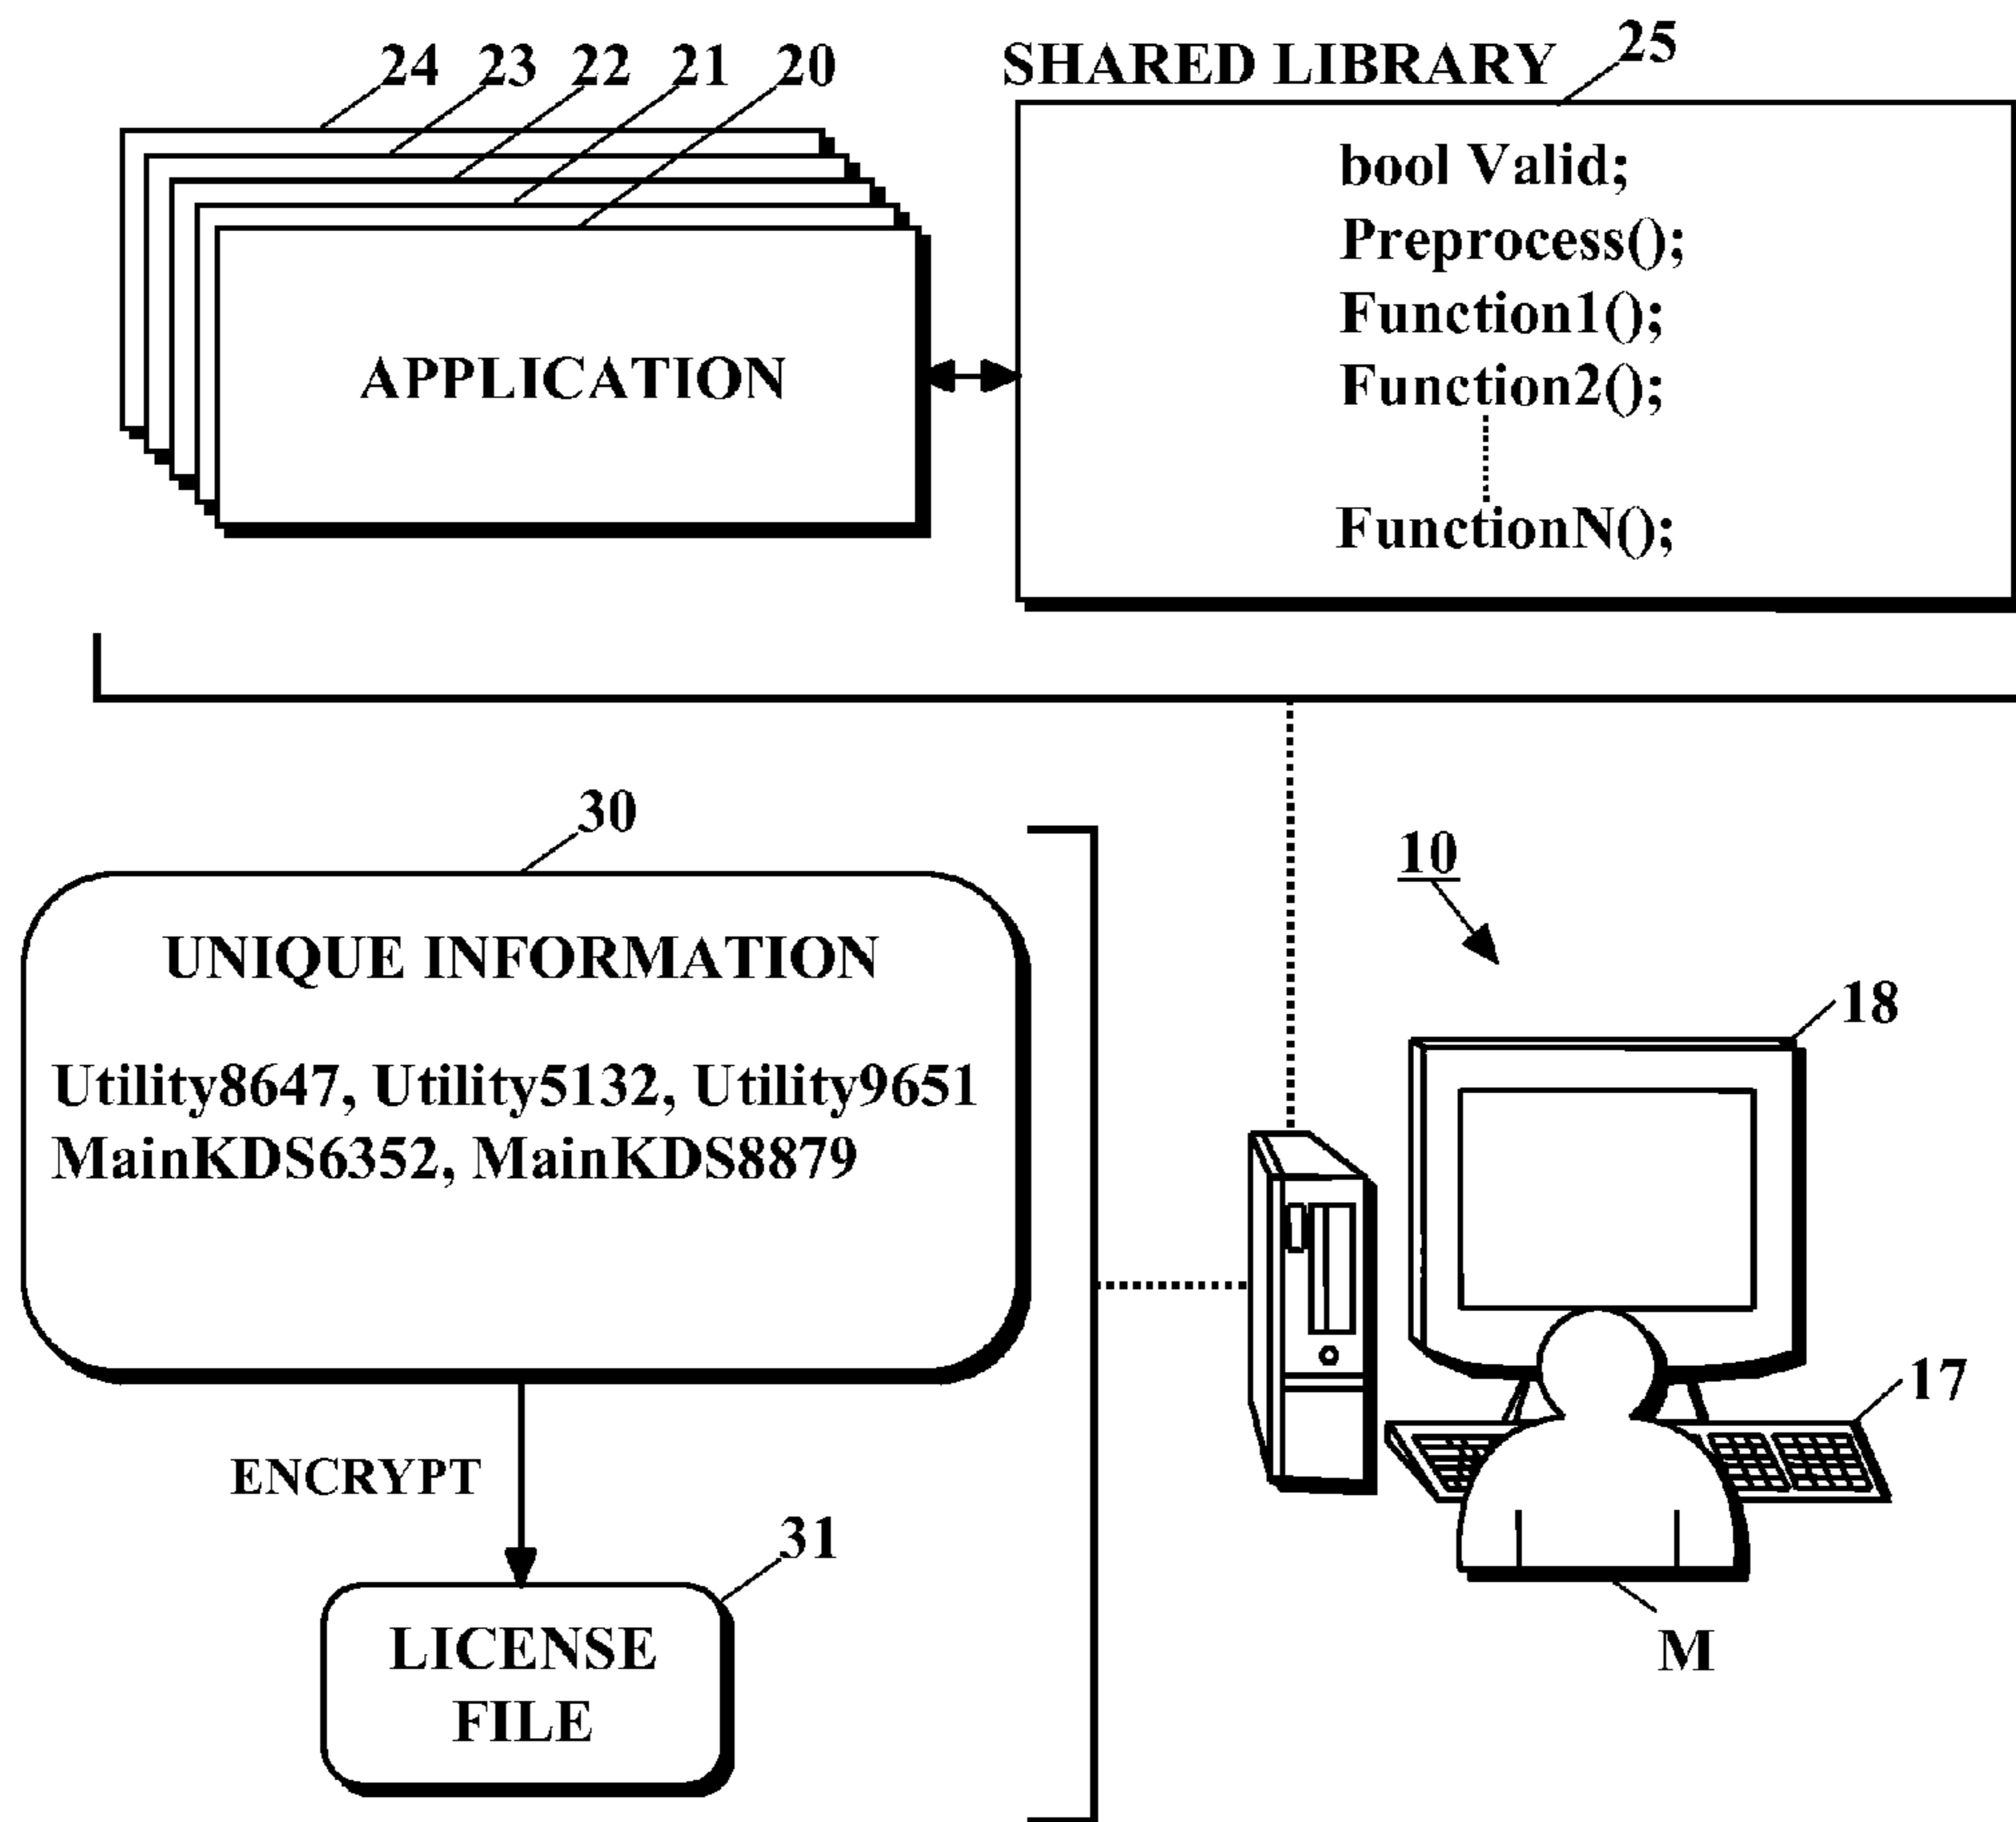 24 23 22 21 20
SHARED LIBRARY
25
bool Valid;
Preprocess();
Function1();
Function2();
FunctionN();
APPLICATION
30
UNIQUE INFORMATION
Utility8647, Utility5132, Utility9651
MainKDS6352, MainKDS8879
ENCRYPT
31
LICENSE
FILE
10
18
17
M